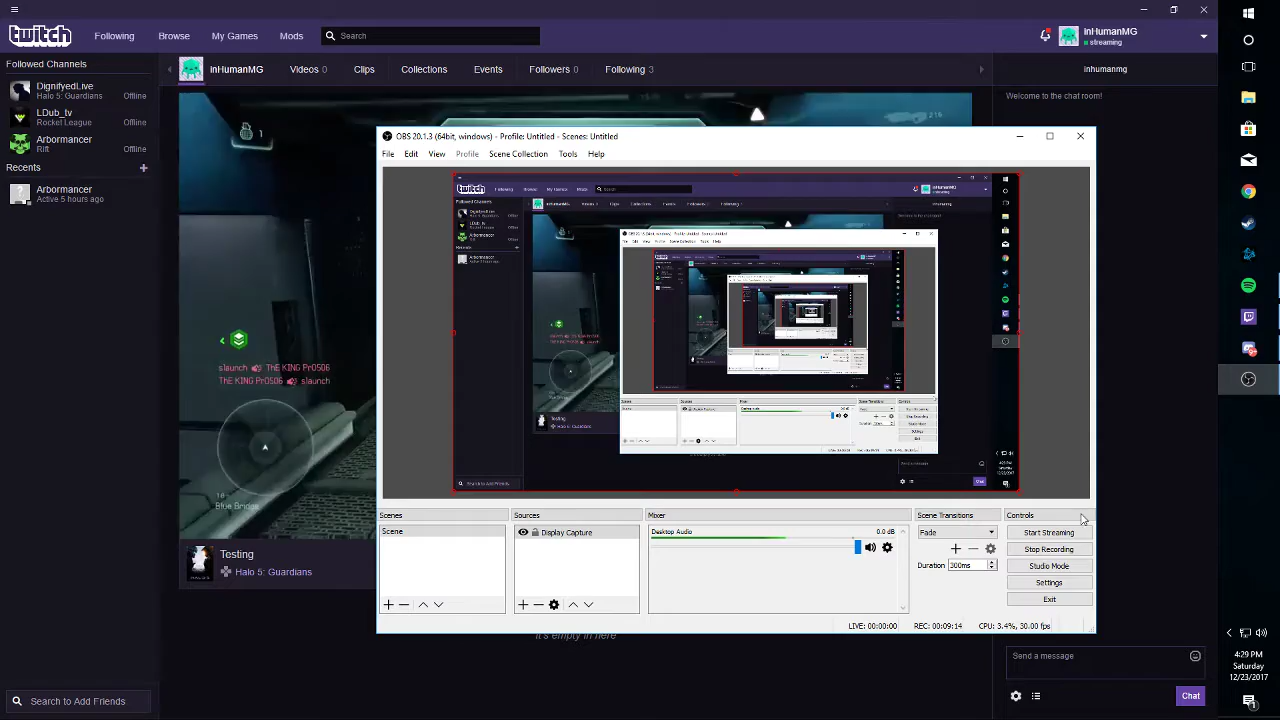 twitch
Following
Browse
My Games
Mods
Search
inHumanMG
streaming
Followed Channels
DignifyedLive
Halo 5: Guardians
Offline
LDub_tv
Rocket League
Offline
Arbormancer
Rift
Offline
Recents
Arbormancer
Active 5 hours ago
inHumanMG
Videos 0
Clips
Collections
Events
Followers 0
Following 3
inhumanmg
Welcome to the chat room!
1
216
OBS 20.1.3 (64bit, windows) - Profile: Untitled - Scenes: Untitled
File
Edit
View
Profile
Scene Collection
Tools
Help
slaunch ThE KING PrO506
ThE KING PrO506 slaunch
Blue Bridge
Testing
Halo 5: Guardians
It's empty in here
Scenes
Scene
Sources
Display Capture
Mixer
Desktop Audio
0.0 dB
Scene Transitions
Fade
Duration
300ms
Controls
Start Streaming
Stop Recording
Studio Mode
Settings
Exit
LIVE: 00:00:00
REC: 00:09:14
CPU: 3.4%, 30.00 fps
Search to Add Friends
Send a message
Chat
4:29 PM
Saturday
12/23/2017
1